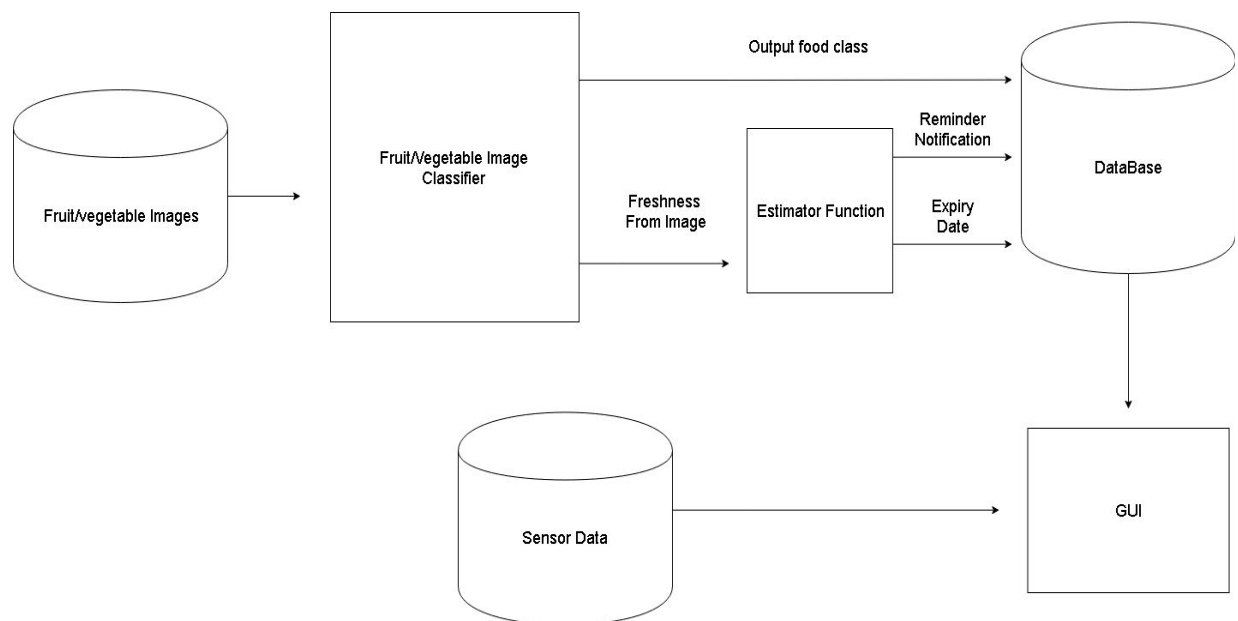 Output food class
Fruit/vegetable Images
Fruit/Vegetable Image
Classifier
Freshness
From Image
Estimator Function
Reminder
Notification
Expiry
Date
DataBase
Sensor Data
GUI